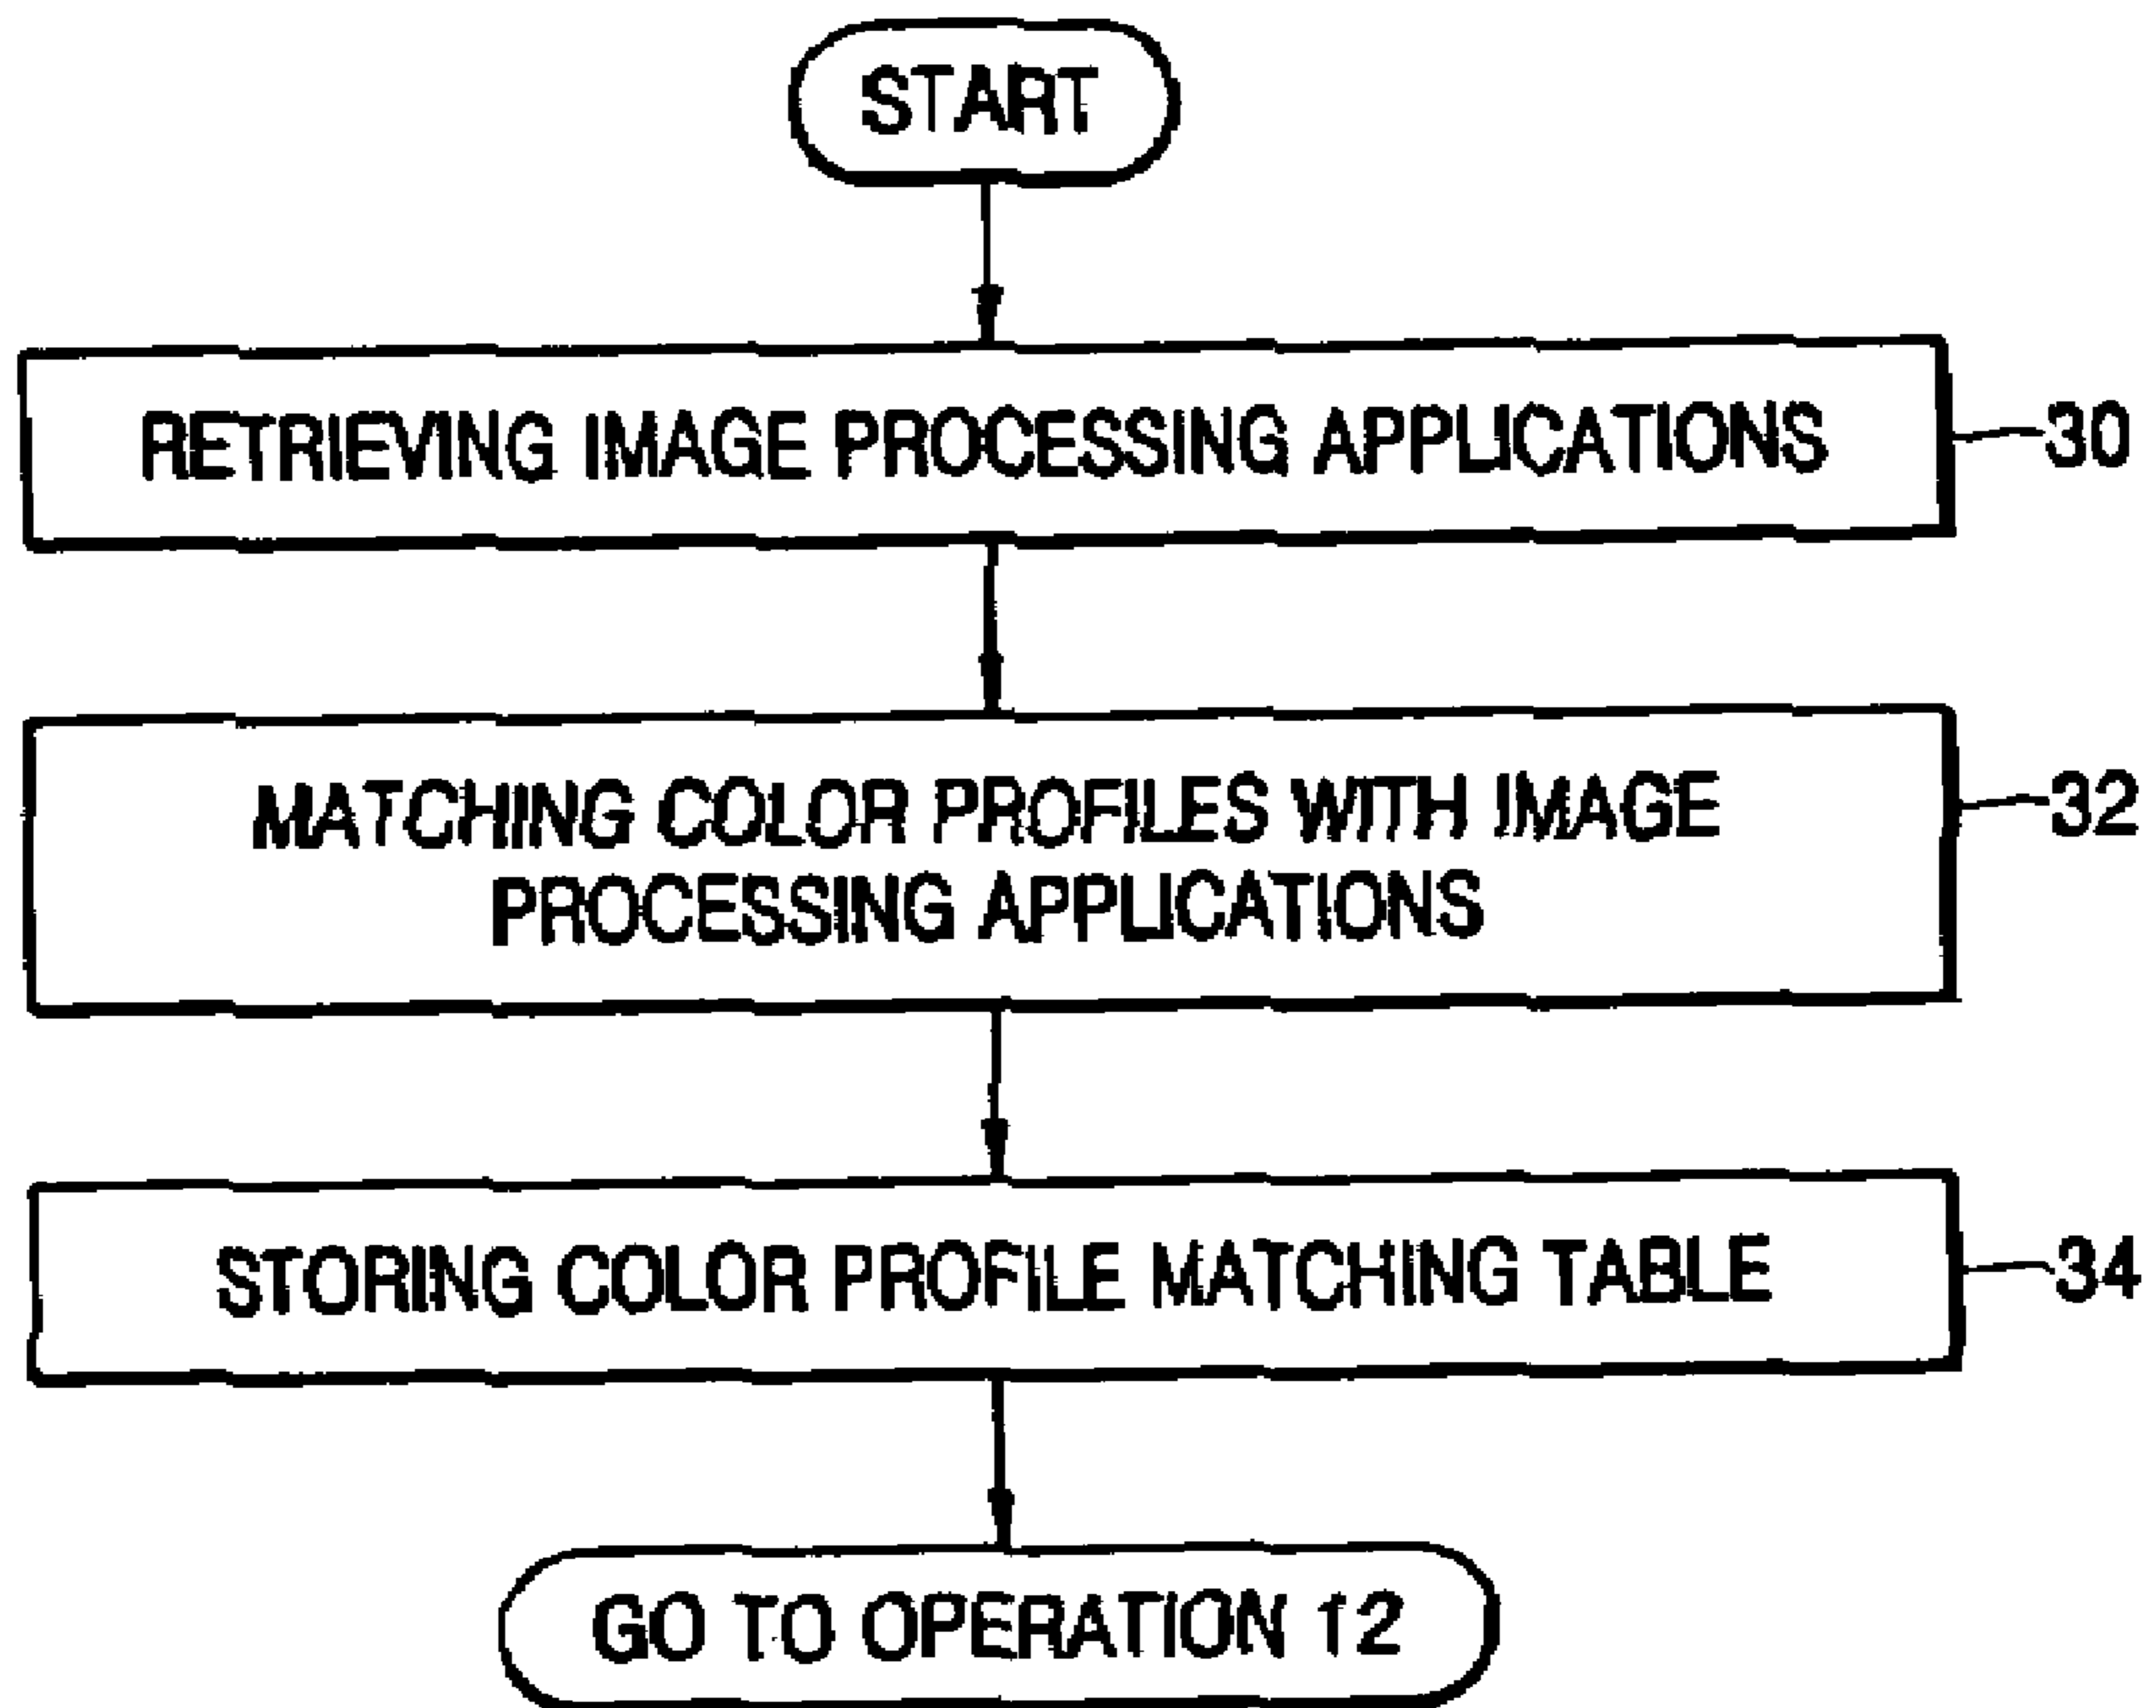 START
RETRIEVING IMAGE PROCESSING APPLICATIONS
30
MATCHING COLOR PROFILES WITH IMAGE
PROCESSING APPLICATIONS
32
STORING COLOR PROFILE MATCHING TABLE
34
GO TO OPERATION 12